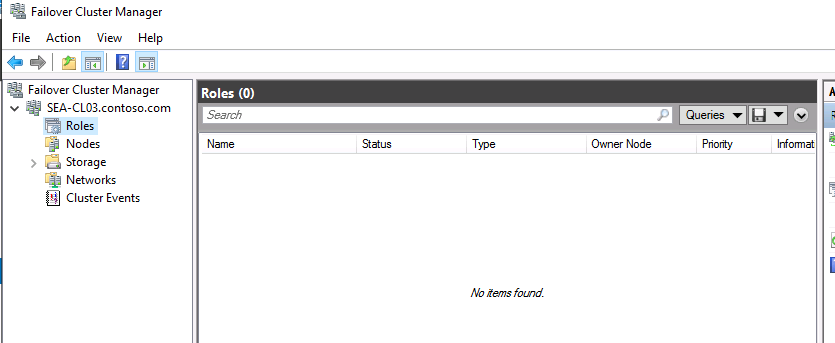 Failover Cluster Manager
File Action View Help
Failover Cluster Manager
SEA-CL03.contoso.com
Roles
Nodes
Storage
Networks
Cluster Events
Roles (0)
Search
Queries
Name Status Type Owner Node Priority Informat
No items found.
A